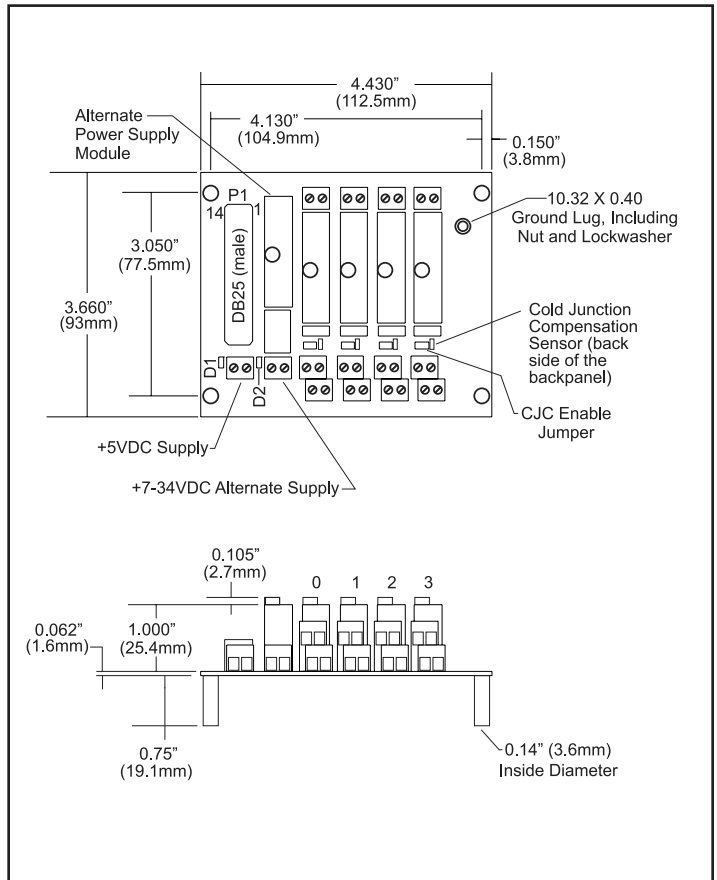 4.430”
(112.5mm)
Alternate
Power Supply
Module
4.130”
(104.9mm)
0.150”
(3.8mm)
P1
14
1
10.32 X 0.40
Ground Lug, Including
Nut and Lockwasher
3.050”
(77.5mm)
DB25 (male)
3.660”
(93mm)
Cold Junction
Compensation
Sensor (back
side of the
backpanel)
D1
D2
CJC Enable
Jumper
+5VDC Supply
+7-34VDC Alternate Supply
0.105”
(2.7mm)
0 1 2 3
0.062”
(1.6mm)
1.000”
(25.4mm)
0.75”
(19.1mm)
0.14” (3.6mm)
Inside Diameter